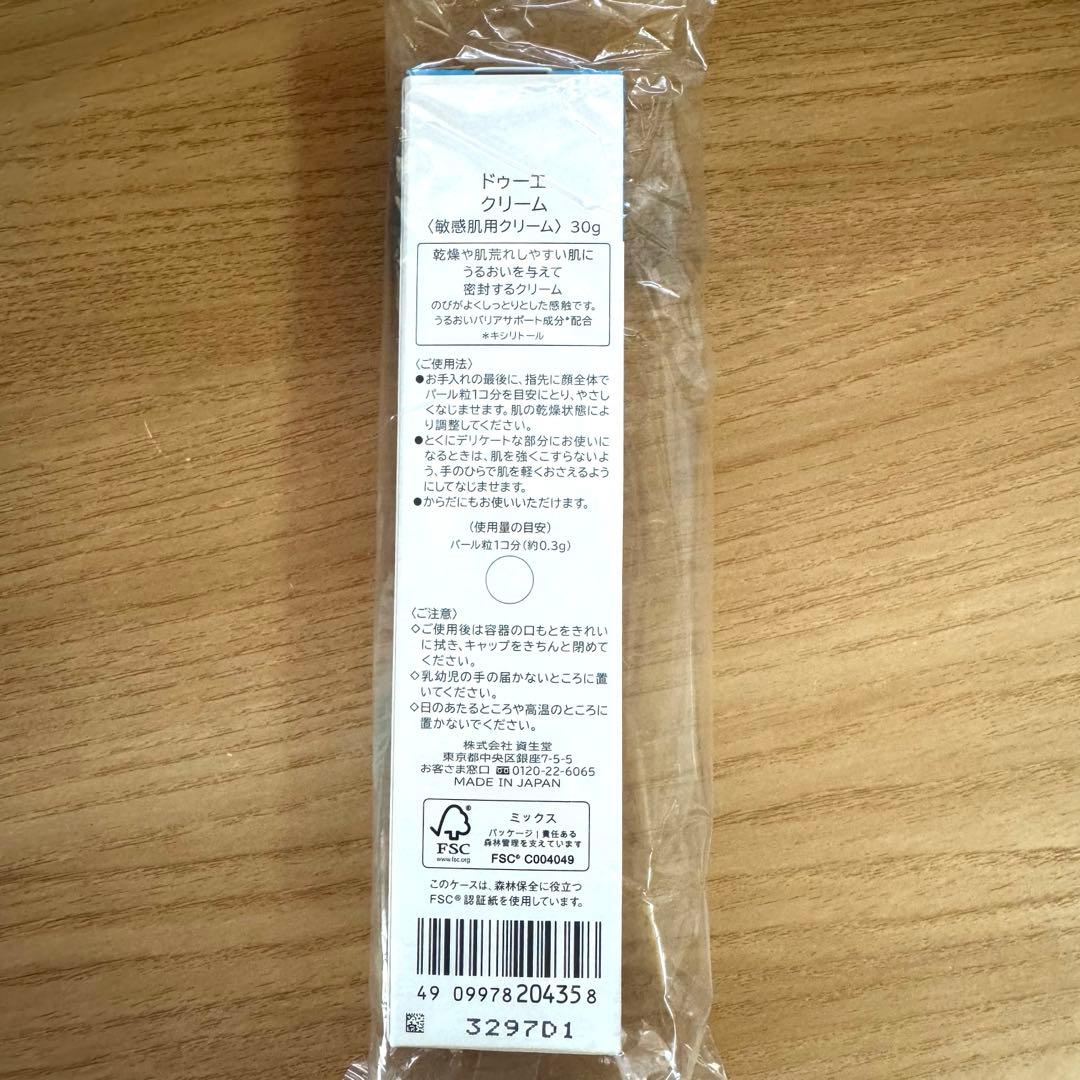 ドゥーエ
クリーム
〈敏感肌用クリーム〉 30g
乾燥や肌荒れしやすい肌に
うるおいを与えて
密封するクリーム
のびがよくしっとりとした感触です。
うるおいバリアサポート成分*配合
＊キシリトール
〈ご使用法〉
●お手入れの最後に、指先に顔全体で
パール粒1コ分を目安にとり、やさし
くなじませます。肌の乾燥状態によ
り調整してください。
●とくにデリケートな部分にお使いに
なるときは、肌を強くこすらないよ
う、手のひらで肌を軽くおさえるよう
にしてなじませます。
●からだにもお使いいただけます。
（使用量の目安）
パール粒1コ分（約0.3g）
〈ご注意〉
◇ご使用後は容器の口もとをきれい
に拭き、キャップをきちんと閉めて
ください。
◇乳幼児の手の届かないところに置
いてください。
◇日のあたるところや高温のところに
置かないでください。
株式会社 資生堂
東京都中央区銀座7-5-5
お客さま窓口 0120-22-6065
MADE IN JAPAN
FSC
www.fsc.org
ミックス
パッケージ | 責任ある
森林管理を支えています
FSC® C004049
このケースは、森林保全に役立つ
FSC®認証紙を使用しています。
49 09978 204358
3297D1